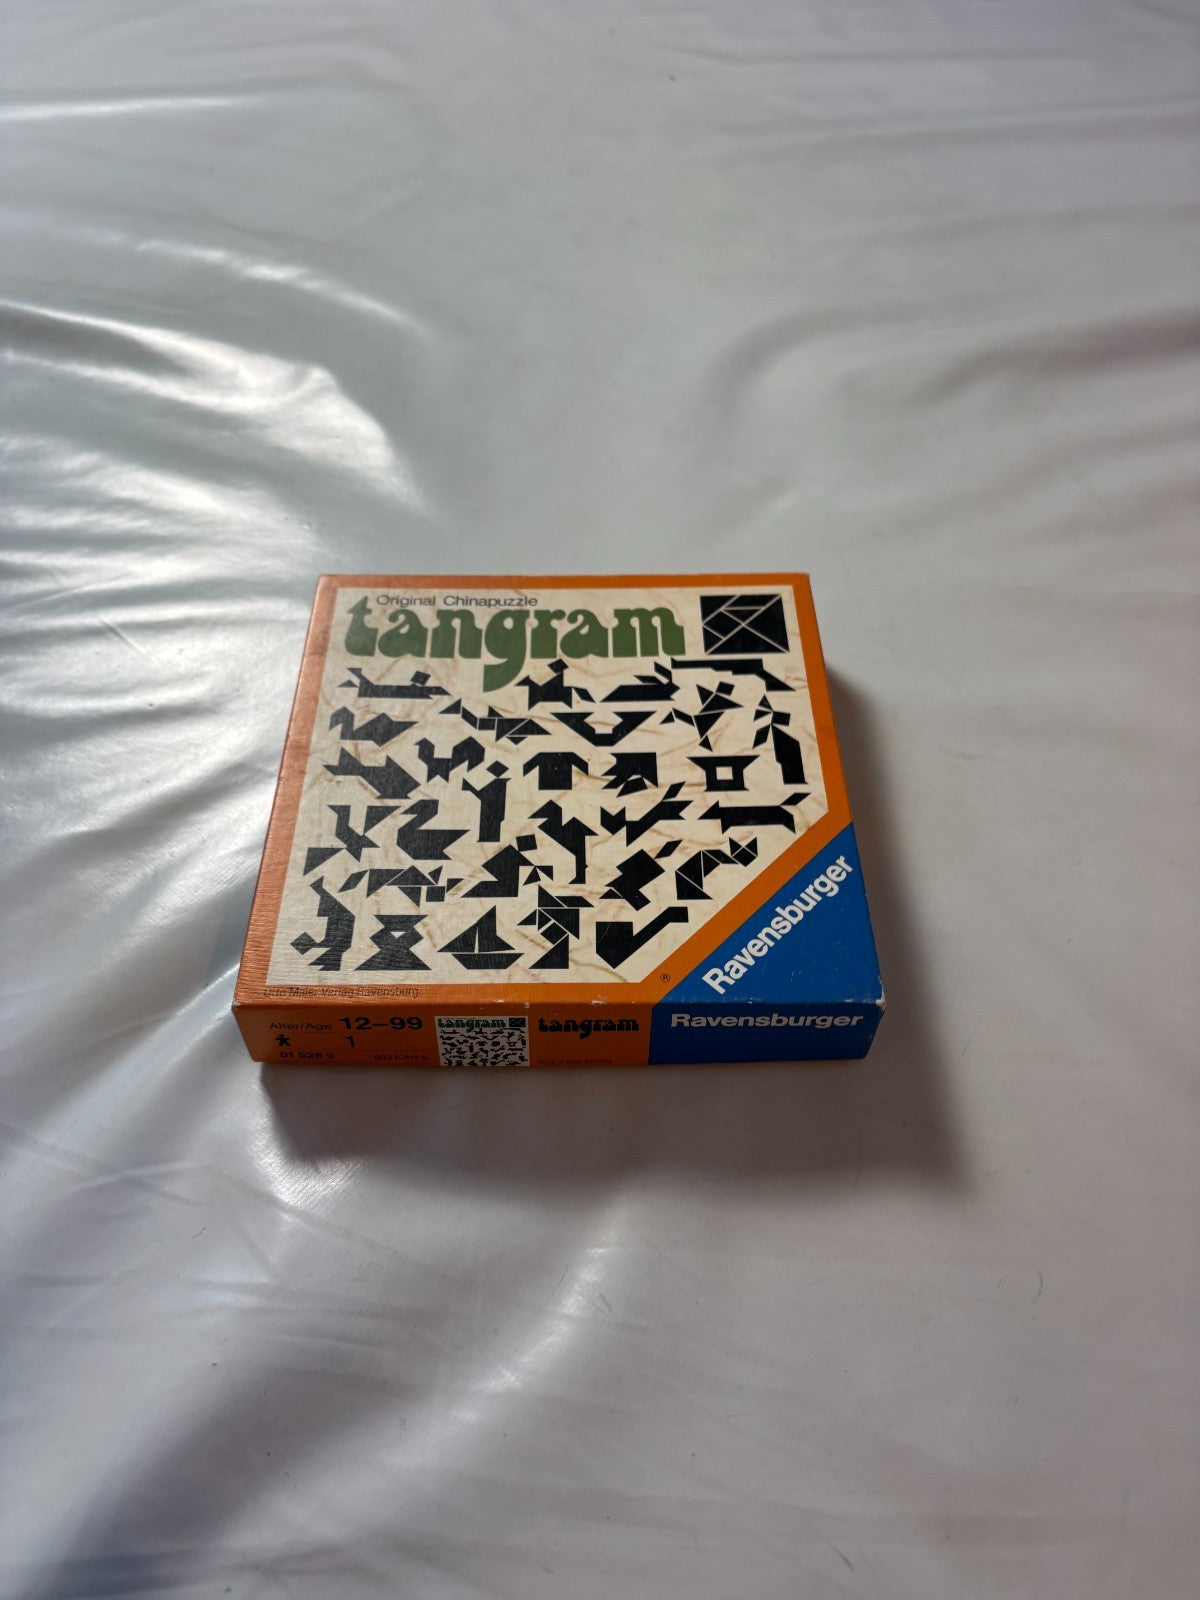 Original Chinapuzzle
tangram
Ravensburger
®
Otto Maier Verlag Ravensburg
Alter/Age 12–99
1
tangram
tangram
Ravensburger